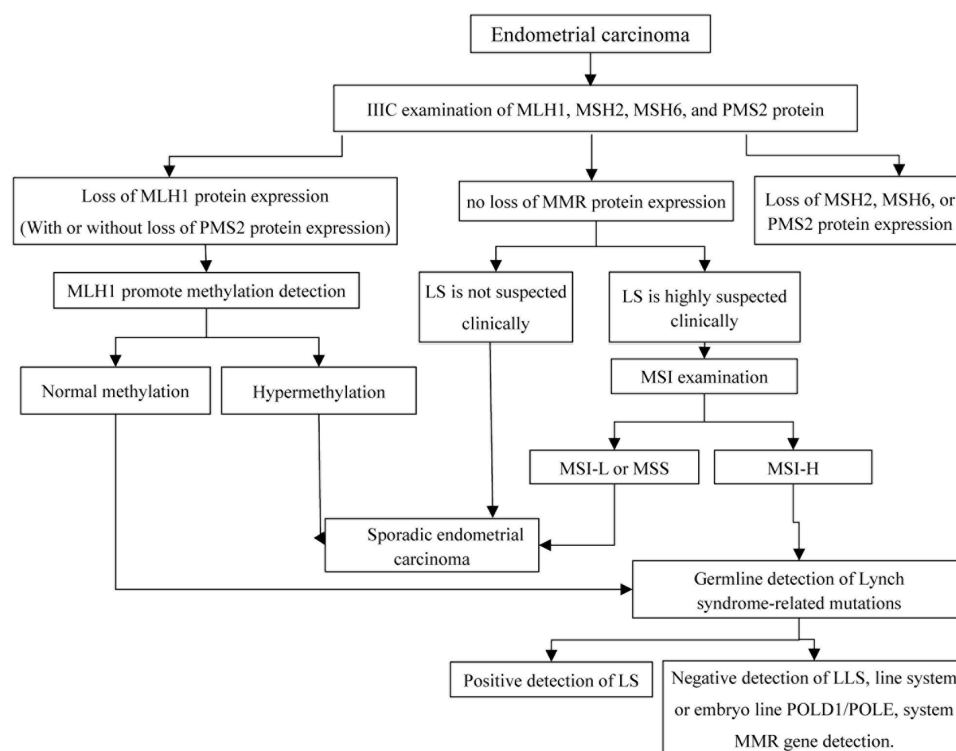 Endometrial carcinoma
IIIC examination of MLH1, MSH2, MSH6, and PMS2 protein
Loss of MLH1 protein expression
(With or without loss of PMS2 protein expression)
no loss of MMR protein expression
Loss of MSH2, MSH6, or
PMS2 protein expression
MLH1 promote methylation detection
LS is not suspected
clinically
LS is highly suspected
clinically
Normal methylation
Hypermethylation
MSI examination
MSI-L or MSS
MSI-H
Sporadic endometrial
carcinoma
Germline detection of Lynch
syndrome-related mutations
Positive detection of LS
Negative detection of LLS, line system
or embryo line POLD1/POLE, system
MMR gene detection.